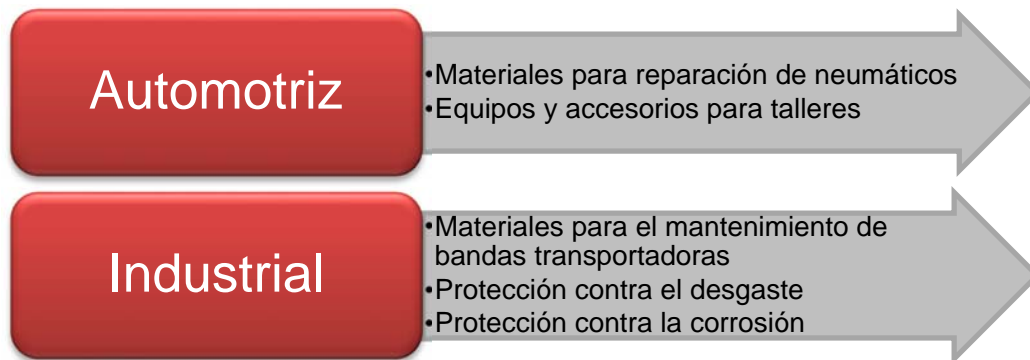 Automotriz
•Materiales para reparación de neumáticos
•Equipos y accesorios para talleres
Industrial
•Materiales para el mantenimiento de
bandas transportadoras
•Protección contra el desgaste
•Protección contra la corrosión